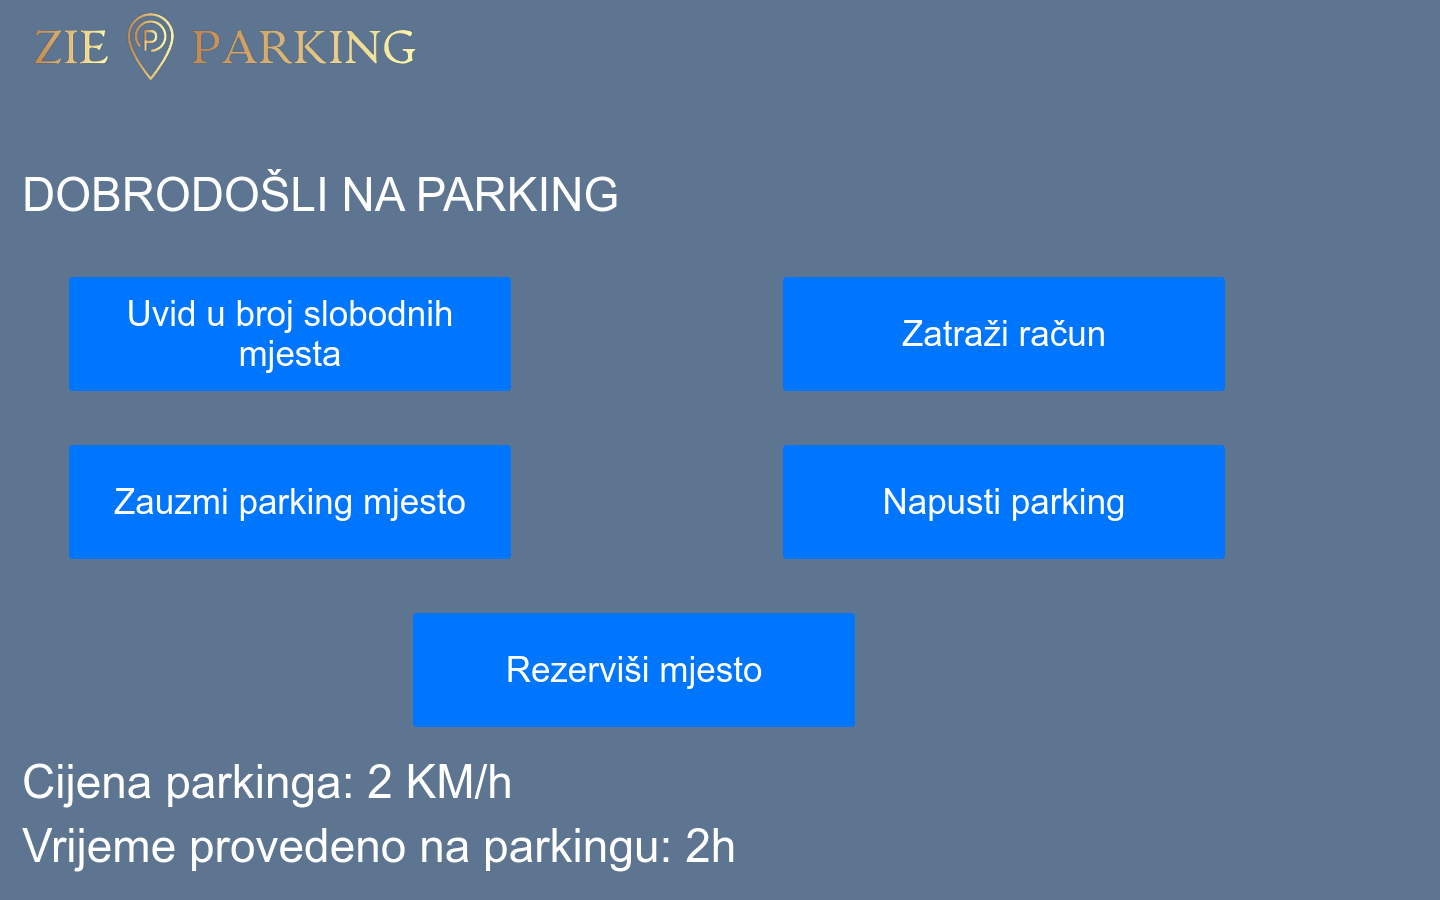 ZIE PARKING
DOBRODOŠLI NA PARKING
Uvid u broj slobodnih
mjesta
Zatraži račun
Zauzmi parking mjesto
Napusti parking
Rezerviši mjesto
Cijena parkinga: 2 KM/h
Vrijeme provedeno na parkingu: 2h